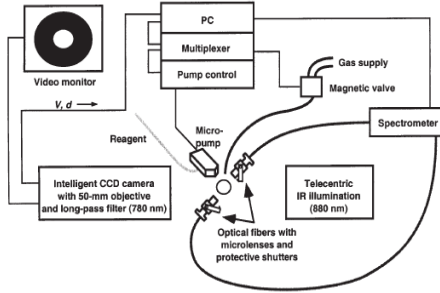 PC
Multiplexer
Pump control
Video monitor
V, d
Gas supply
Magnetic valve
Spectrometer
Reagent
Micro-
pump
Intelligent CCD camera
with 50-mm objective
and long-pass filter (780 nm)
Telecentric
IR illumination
(880 nm)
Optical fibers with
microlenses and
protective shutters